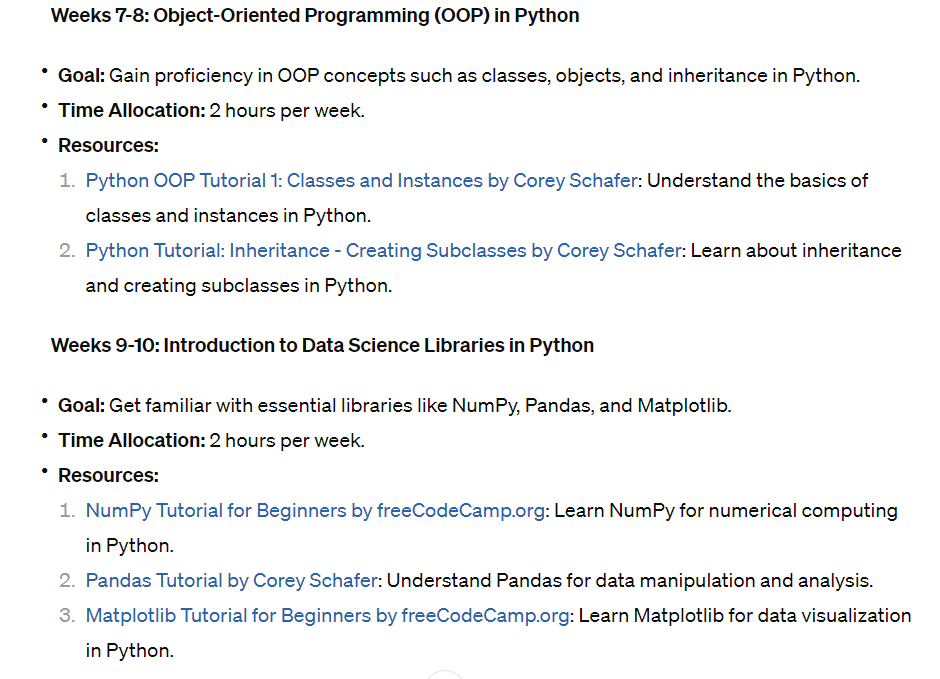 Weeks 7-8: Object-Oriented Programming (OOP) in Python
• Goal: Gain proficiency in OOP concepts such as classes, objects, and inheritance in Python.
• Time Allocation: 2 hours per week.
• Resources:
1. Python OOP Tutorial 1: Classes and Instances by Corey Schafer: Understand the basics of
classes and instances in Python.
2. Python Tutorial: Inheritance - Creating Subclasses by Corey Schafer: Learn about inheritance
and creating subclasses in Python.
Weeks 9-10: Introduction to Data Science Libraries in Python
• Goal: Get familiar with essential libraries like NumPy, Pandas, and Matplotlib.
• Time Allocation: 2 hours per week.
• Resources:
1. NumPy Tutorial for Beginners by freeCodeCamp.org: Learn NumPy for numerical computing
in Python.
2. Pandas Tutorial by Corey Schafer: Understand Pandas for data manipulation and analysis.
3. Matplotlib Tutorial for Beginners by freeCodeCamp.org: Learn Matplotlib for data visualization
in Python.